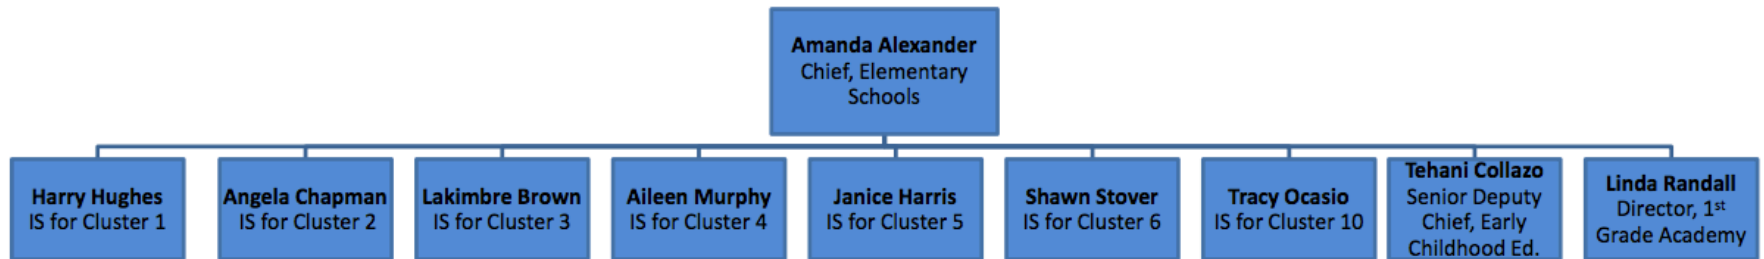 Amanda Alexander
Chief, Elementary
Schools
Harry Hughes
IS for Cluster 1
Angela Chapman
IS for Cluster 2
Lakimbre Brown
IS for Cluster 3
Aileen Murphy
IS for Cluster 4
Janice Harris
IS for Cluster 5
Shawn Stover
IS for Cluster 6
Tracy Ocasio
IS for Cluster 10
Tehani Collazo
Senior Deputy
Chief, Early
Childhood Ed.
Linda Randall
Director, 1st
Grade Academy